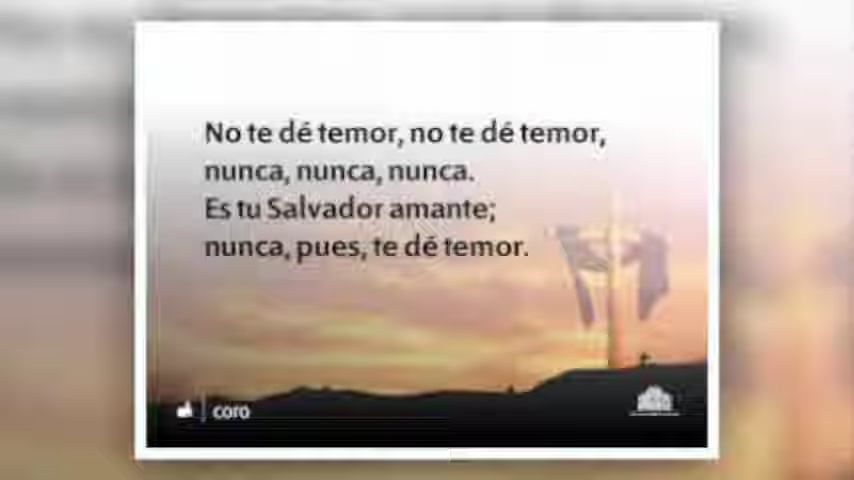 No te dé temor, no te dé temor,
nunca, nunca, nunca.
Es tu Salvador amante;
nunca, pues, te dé temor.
coro